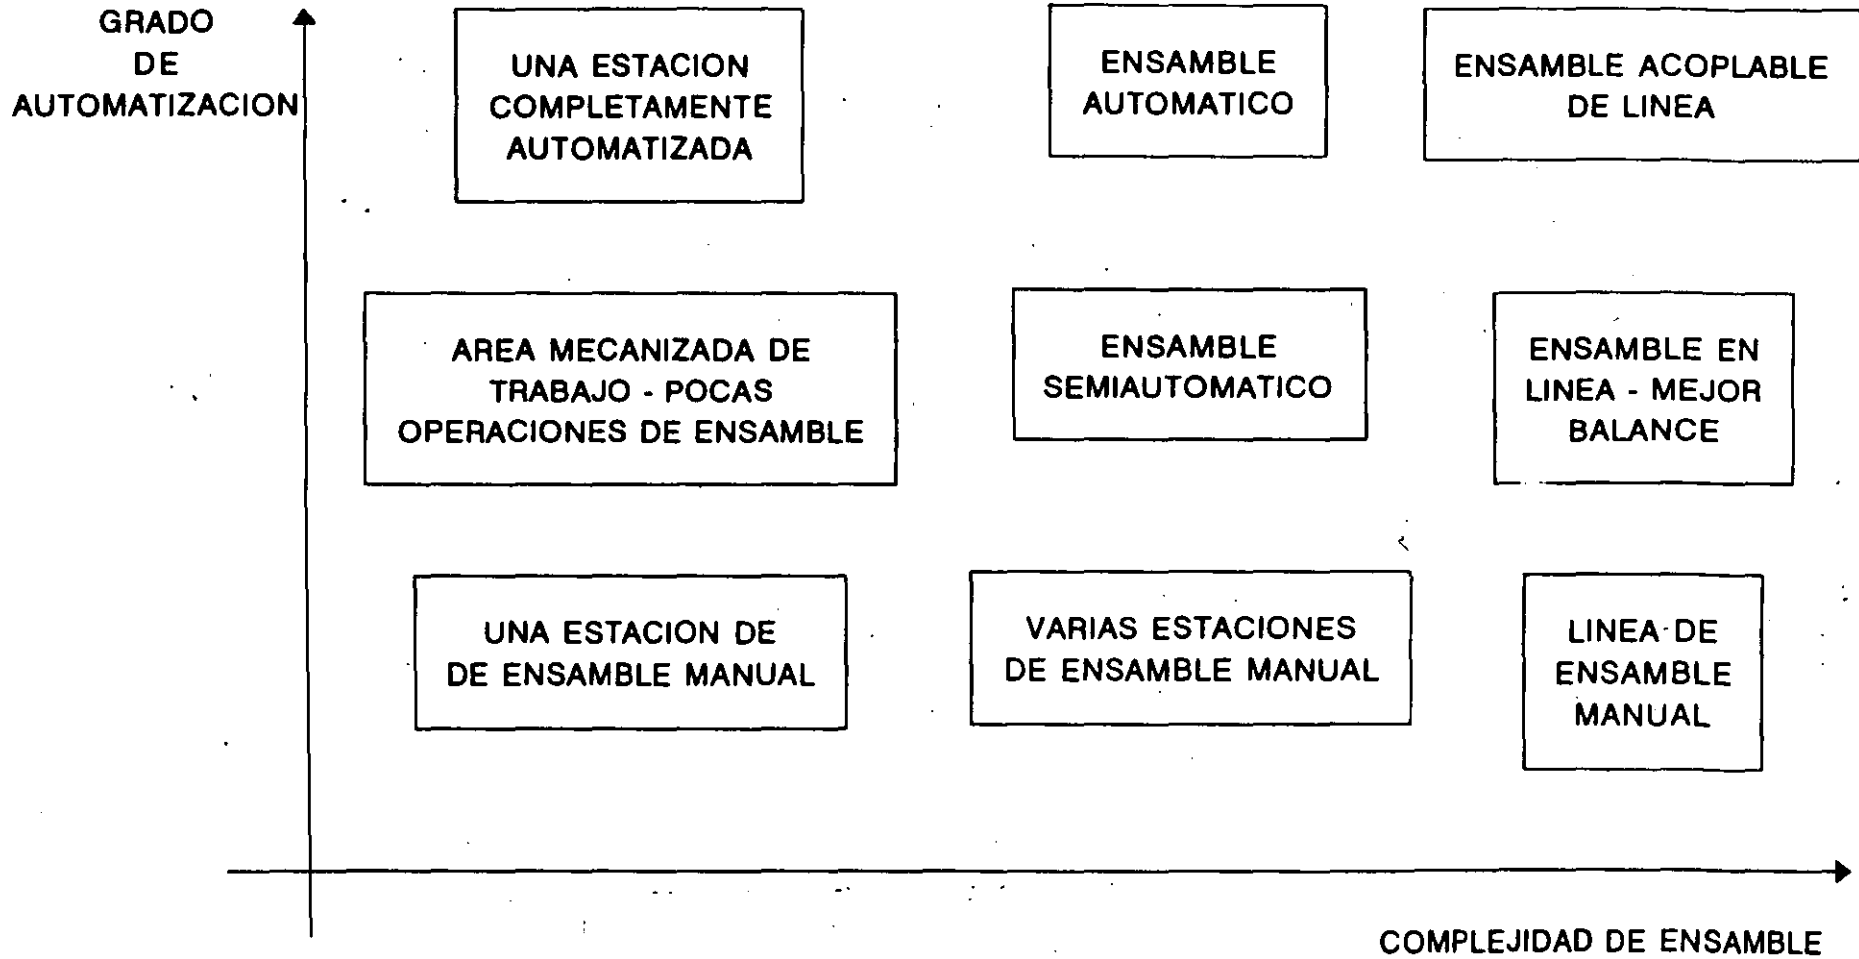 GRADO
DE
AUTOMATIZACION
UNA ESTACION
COMPLETAMENTE
AUTOMATIZADA
ENSAMBLE
AUTOMATICO
ENSAMBLE ACOPLABLE
DE LINEA
AREA MECANIZADA DE
TRABAJO - POCAS
OPERACIONES DE ENSAMBLE
ENSAMBLE
SEMIAUTOMATICO
ENSAMBLE EN
LINEA - MEJOR
BALANCE
UNA ESTACION DE
DE ENSAMBLE MANUAL
VARIAS ESTACIONES
DE ENSAMBLE MANUAL
LINEA DE
ENSAMBLE
MANUAL
COMPLEJIDAD DE ENSAMBLE